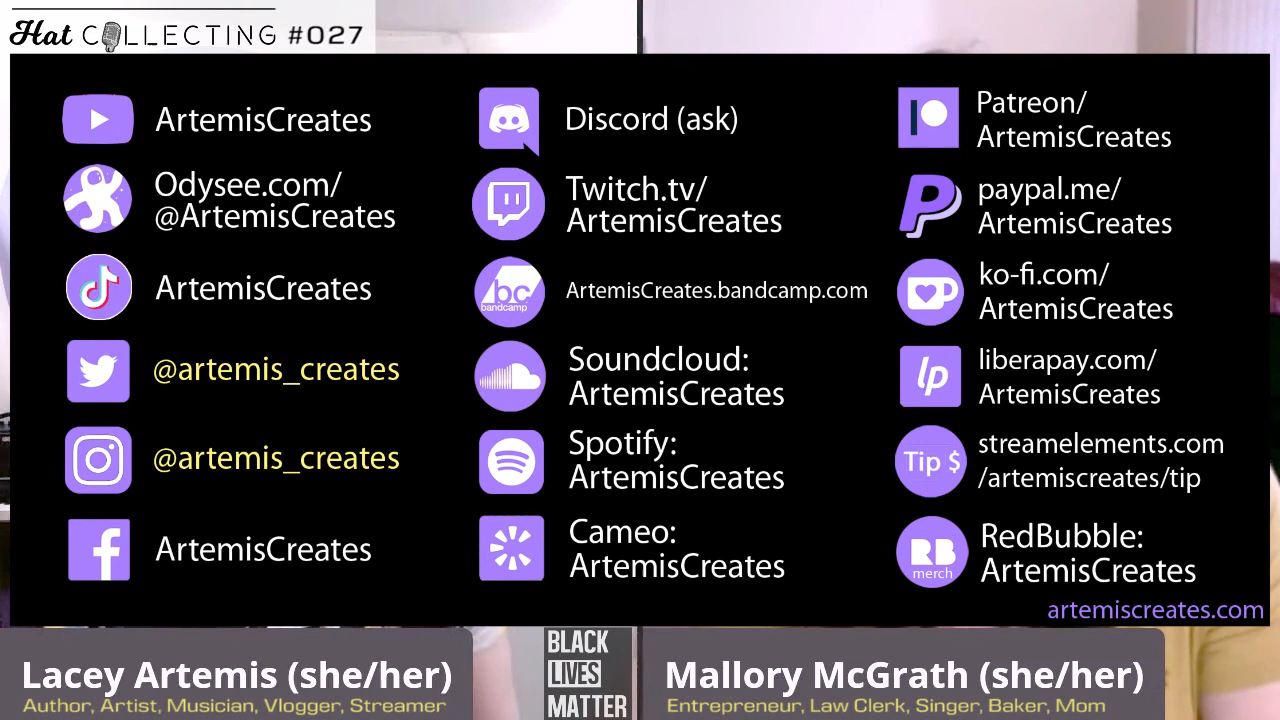 Hat COLLECTING #027
ArtemisCreates
Odysee.com/
@ArtemisCreates
ArtemisCreates
@artemis_creates
@artemis_creates
ArtemisCreates
Discord (ask)
Twitch.tv/
ArtemisCreates
bc
bandcamp
ArtemisCreates.bandcamp.com
Soundcloud:
ArtemisCreates
Spotify:
ArtemisCreates
Cameo:
ArtemisCreates
Patreon/
ArtemisCreates
paypal.me/
ArtemisCreates
ko-fi.com/
ArtemisCreates
lp
liberapay.com/
ArtemisCreates
Tip $
streamelements.com
/artemiscreates/tip
RB
merch
RedBubble:
ArtemisCreates
artemiscreates.com
Lacey Artemis (she/her)
Author, Artist, Musician, Vlogger, Streamer
BLACK
LIVES
MATTER
Mallory McGrath (she/her)
Entrepreneur, Law Clerk, Singer, Baker, Mom